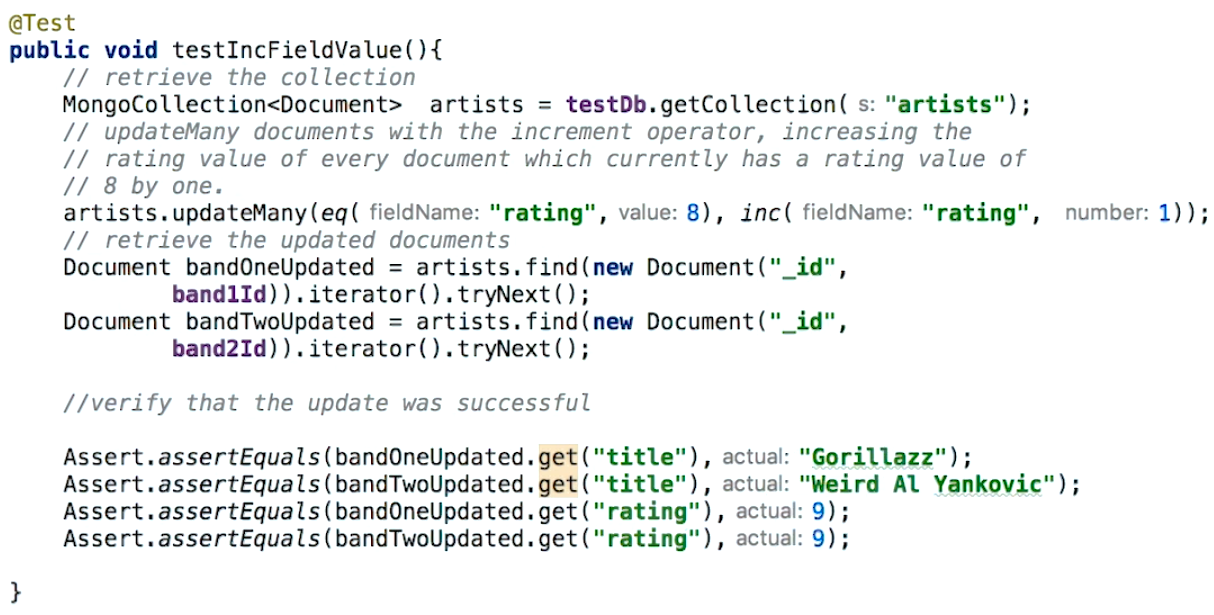 @Test
public void testIncFieldValue(){
// retrieve the collection
MongoCollection<Document>  artists = testDb.getCollection( s: "artists");
// updateMany documents with the increment operator, increasing the
// rating value of every document which currently has a rating value of
// 8 by one.
artists.updateMany(eq( fieldName: "rating", value: 8), inc( fieldName: "rating",  number: 1));
// retrieve the updated documents
Document bandOneUpdated = artists.find(new Document("_id",
band1Id)).iterator().tryNext();
Document bandTwoUpdated = artists.find(new Document("_id",
band2Id)).iterator().tryNext();
//verify that the update was successful
Assert.assertEquals(bandOneUpdated.get("title"), actual: "Gorillazz");
Assert.assertEquals(bandTwoUpdated.get("title"), actual: "Weird Al Yankovic");
Assert.assertEquals(bandOneUpdated.get("rating"), actual: 9);
Assert.assertEquals(bandTwoUpdated.get("rating"), actual: 9);
}